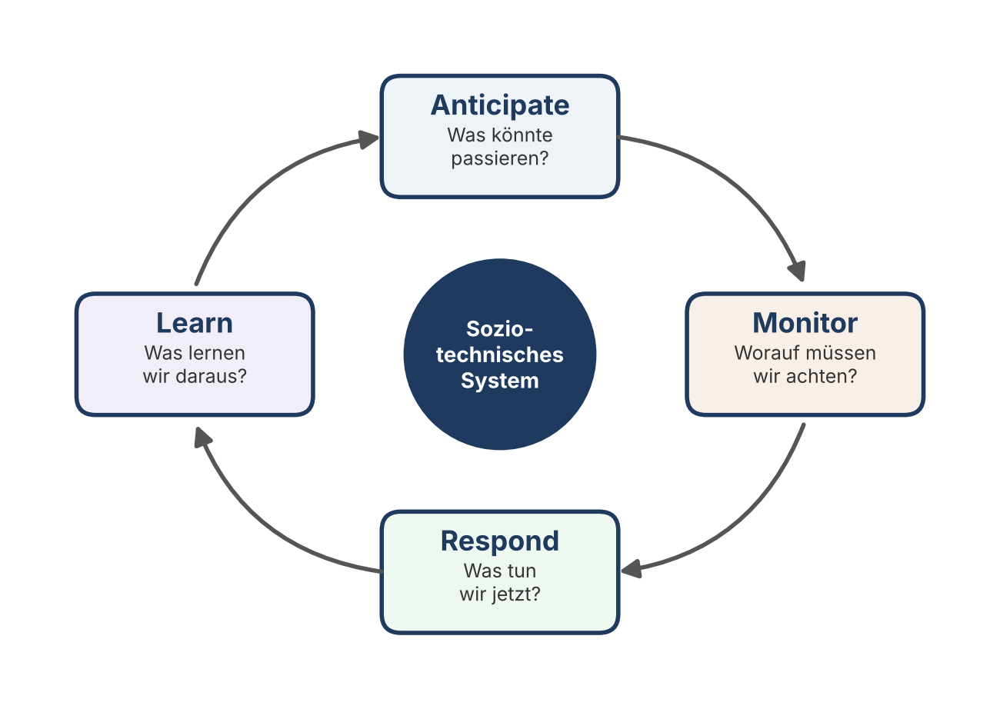 Anticipate
Was könnte
passieren?
Learn
Was lernen
wir daraus?
Sozio-
technisches
System
Monitor
Worauf müssen
wir achten?
Respond
Was tun
wir jetzt?